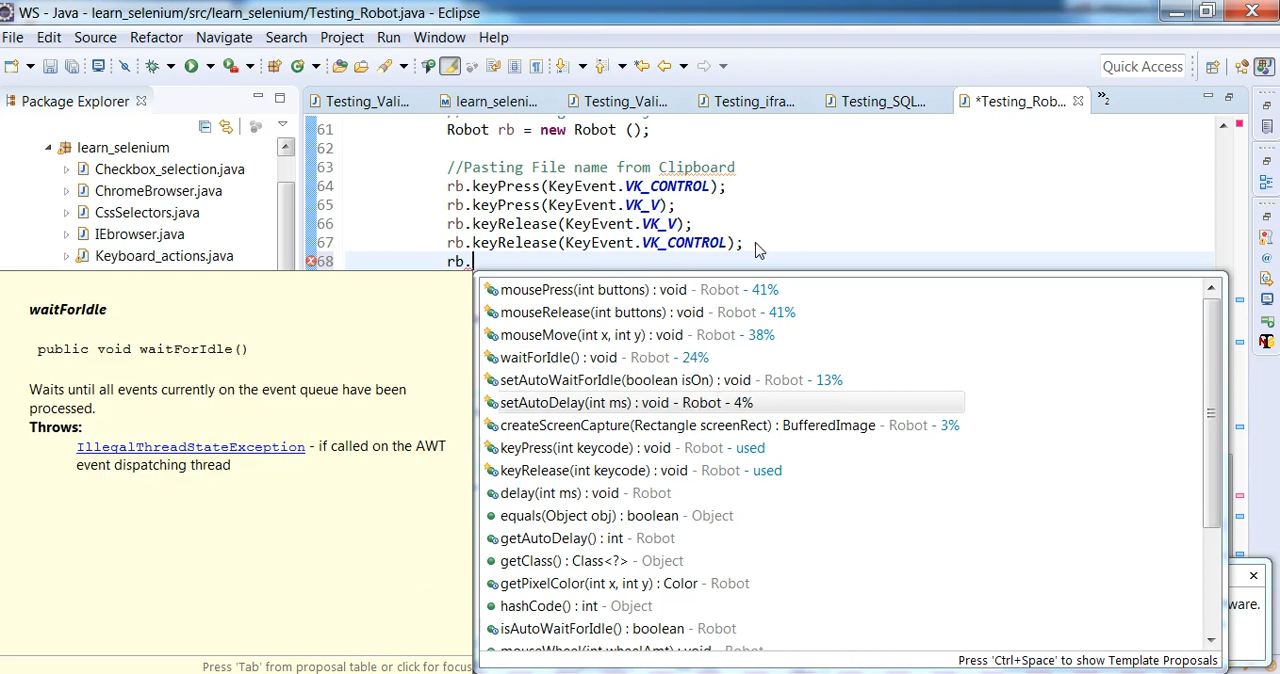 WS - Java - learn_selenium/src/learn_selenium/Testing_Robot.java - Eclipse
File Edit Source Refactor Navigate Search Project Run Window Help
Quick Access
Package Explorer
Testing_Vali...
learn_seleni...
Testing_Vali...
Testing_ifra...
Testing_SQL...
*Testing_Rob...
»2
learn_selenium
Checkbox_selection.java
ChromeBrowser.java
CssSelectors.java
IEbrowser.java
Keyboard_actions.java
61 Robot rb = new Robot ();
62
63 //Pasting File name from Clipboard
64 rb.keyPress(KeyEvent.VK_CONTROL);
65 rb.keyPress(KeyEvent.VK_V);
66 rb.keyRelease(KeyEvent.VK_V);
67 rb.keyRelease(KeyEvent.VK_CONTROL);
68 rb.
waitForIdle
public void waitForIdle()
Waits until all events currently on the event queue have been
processed.
Throws:
IllegalThreadStateException - if called on the AWT
event dispatching thread
Press 'Tab' from proposal table or click for focus
mousePress(int buttons) : void - Robot - 41%
mouseRelease(int buttons) : void - Robot - 41%
mouseMove(int x, int y) : void - Robot - 38%
waitForIdle() : void - Robot - 24%
setAutoWaitForIdle(boolean isOn) : void - Robot - 13%
setAutoDelay(int ms) : void - Robot - 4%
createScreenCapture(Rectangle screenRect) : BufferedImage - Robot - 3%
keyPress(int keycode) : void - Robot - used
keyRelease(int keycode) : void - Robot - used
delay(int ms) : void - Robot
equals(Object obj) : boolean - Object
getAutoDelay() : int - Robot
getClass() : Class<?> - Object
getPixelColor(int x, int y) : Color - Robot
hashCode() : int - Object
isAutoWaitForIdle() : boolean - Robot
mouseWheel(int wheelAmt) : void - Robot
Press 'Ctrl+Space' to show Template Proposals
ware.